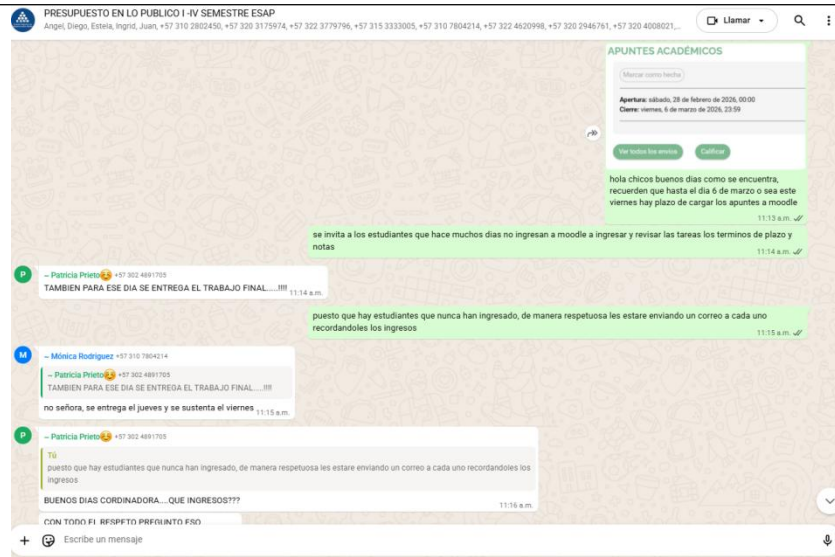 PRESUPUESTO EN LO PUBLICO I -IV SEMESTRE ESAP
Angel, Diego, Estela, Ingrid, Juan, +57 310 2802450, +57 320 3175974, +57 322 3779796, +57 315 3333005, +57 310 7804214, +57 322 4620998, +57 320 2946761, +57 320 4008021,...
Llamar
APUNTES ACADÉMICOS
Marcar como hecha
Apertura: sábado, 28 de febrero de 2026, 00:00
Cierre: viernes, 6 de marzo de 2026, 23:59
Ver todos los envíos
Calificar
hola chicos buenos dias como se encuentra,
recuerden que hasta el dia 6 de marzo o sea este
viernes hay plazo de cargar los apuntes a moodle
11:13 a.m.
se invita a los estudiantes que hace muchos dias no ingresan a moodle a ingresar y revisar las tareas los terminos de plazo y
notas
11:14 a.m.
P
~ Patricia Prieto☺️ +57 302 4891705
TAMBIEN PARA ESE DIA SE ENTREGA EL TRABAJO FINAL.....!!!!
11:14 a.m.
puesto que hay estudiantes que nunca han ingresado, de manera respetuosa les estare enviando un correo a cada uno
recordandoles los ingresos
11:15 a.m.
M
~ Mónica Rodriguez +57 310 7804214
~ Patricia Prieto☺️ +57 302 4891705
TAMBIEN PARA ESE DIA SE ENTREGA EL TRABAJO FINAL.....!!!!
no señora, se entrega el jueves y se sustenta el viernes
11:15 a.m.
P
~ Patricia Prieto☺️ +57 302 4891705
Tú
puesto que hay estudiantes que nunca han ingresado, de manera respetuosa les estare enviando un correo a cada uno recordandoles los
ingresos
BUENOS DIAS CORDINADORA....QUE INGRESOS???
11:16 a.m.
CON TODO EL RESPETO PREGUNTO ESO
Escribe un mensaje